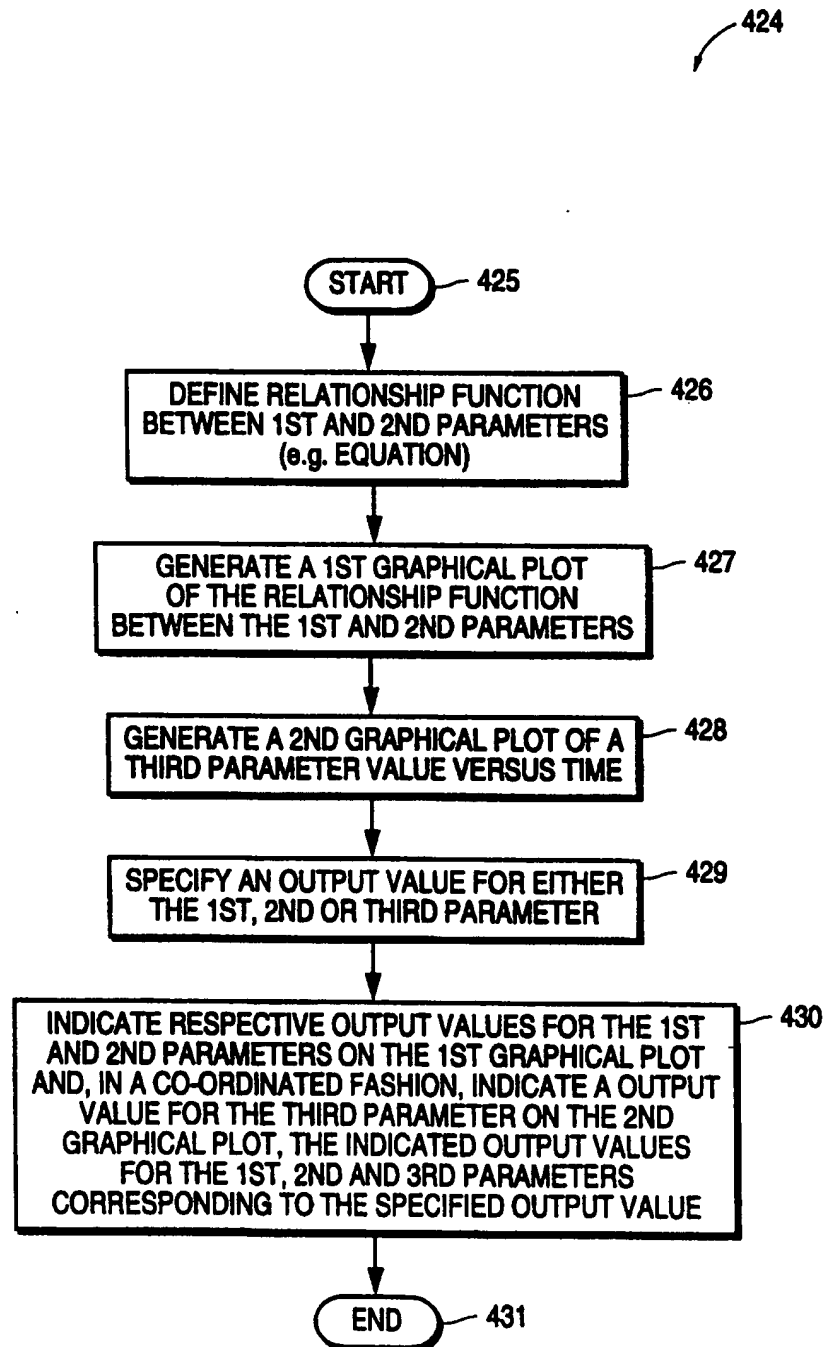 424
START
425
DEFINE RELATIONSHIP FUNCTION
BETWEEN 1ST AND 2ND PARAMETERS
(e.g. EQUATION)
426
GENERATE A 1ST GRAPHICAL PLOT
OF THE RELATIONSHIP FUNCTION
BETWEEN THE 1ST AND 2ND PARAMETERS
427
GENERATE A 2ND GRAPHICAL PLOT OF A
THIRD PARAMETER VALUE VERSUS TIME
428
SPECIFY AN OUTPUT VALUE FOR EITHER
THE 1ST, 2ND OR THIRD PARAMETER
429
INDICATE RESPECTIVE OUTPUT VALUES FOR THE 1ST
AND 2ND PARAMETERS ON THE 1ST GRAPHICAL PLOT
AND, IN A CO-ORDINATED FASHION, INDICATE A OUTPUT
VALUE FOR THE THIRD PARAMETER ON THE 2ND
GRAPHICAL PLOT, THE INDICATED OUTPUT VALUES
FOR THE 1ST, 2ND AND 3RD PARAMETERS
CORRESPONDING TO THE SPECIFIED OUTPUT VALUE
430
END
431